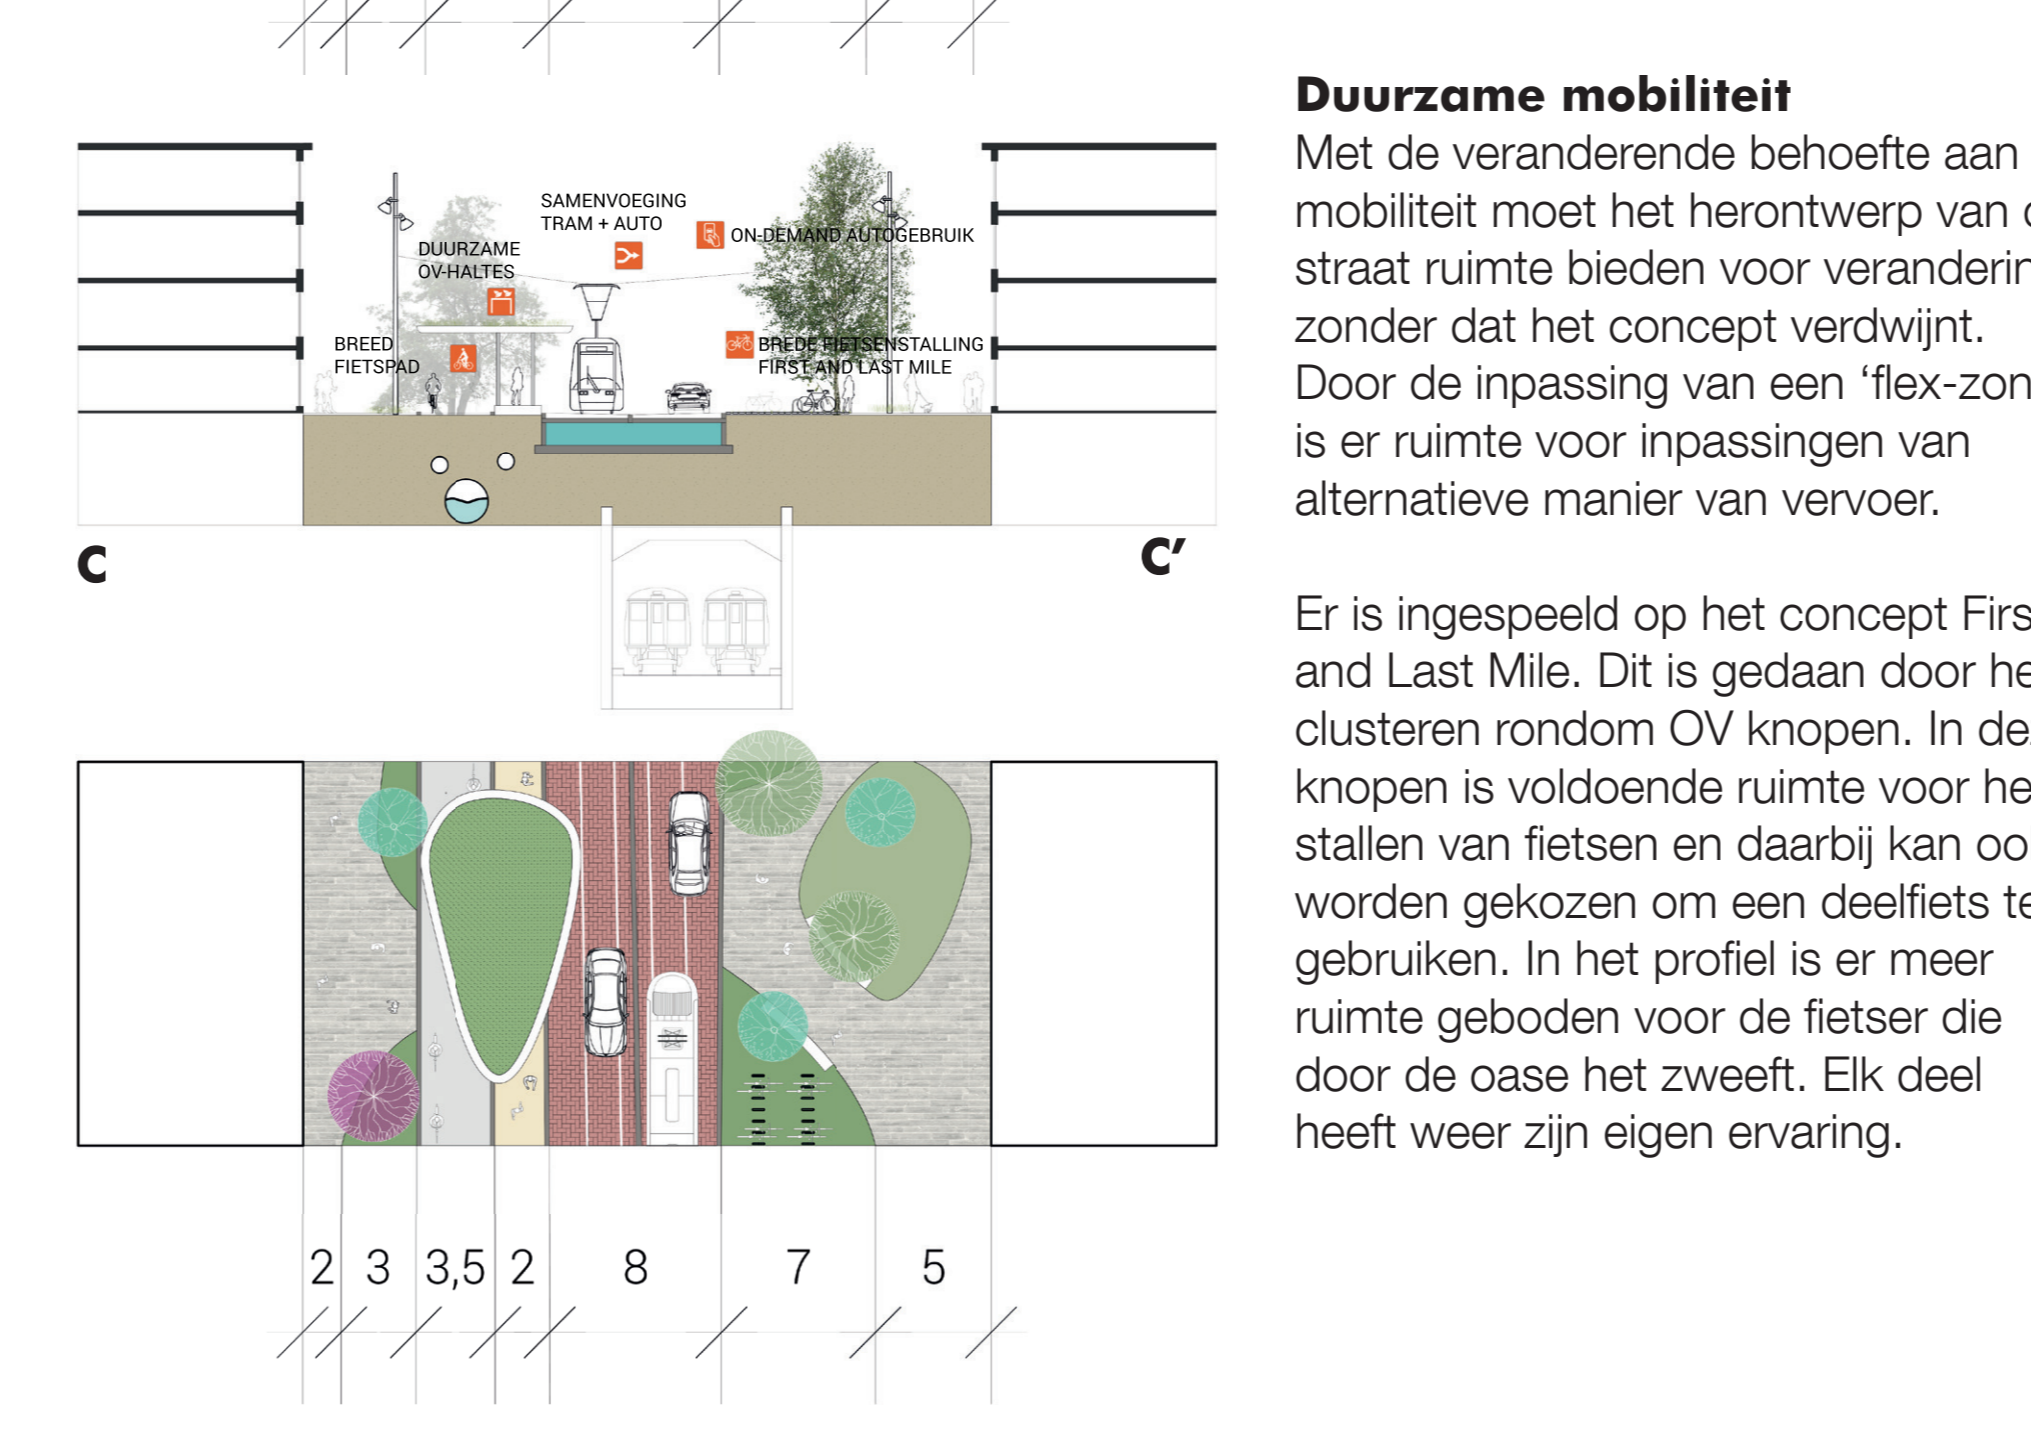 SAMENVOEGING
TRAM + AUTO
ON-DEMAND AUTOGEBRUIK
DUURZAME
OV-HALTES
BREED
FIETSPAD
BREDE FIETSENSTALLING
FIRST AND LAST MILE
C
C’
2 3 3,5 2 8 7 5
Duurzame mobiliteit
Met de veranderende behoefte aan
mobiliteit moet het herontwerp van
straat ruimte bieden voor veranderin
zonder dat het concept verdwijnt.
Door de inpassing van een ‘flex-zon
is er ruimte voor inpassingen van
alternatieve manier van vervoer.
Er is ingespeeld op het concept Firs
and Last Mile. Dit is gedaan door he
clusteren rondom OV knopen. In de
knopen is voldoende ruimte voor he
stallen van fietsen en daarbij kan oo
worden gekozen om een deelfiets te
gebruiken. In het profiel is er meer
ruimte geboden voor de fietser die
door de oase het zweeft. Elk deel
heeft weer zijn eigen ervaring.